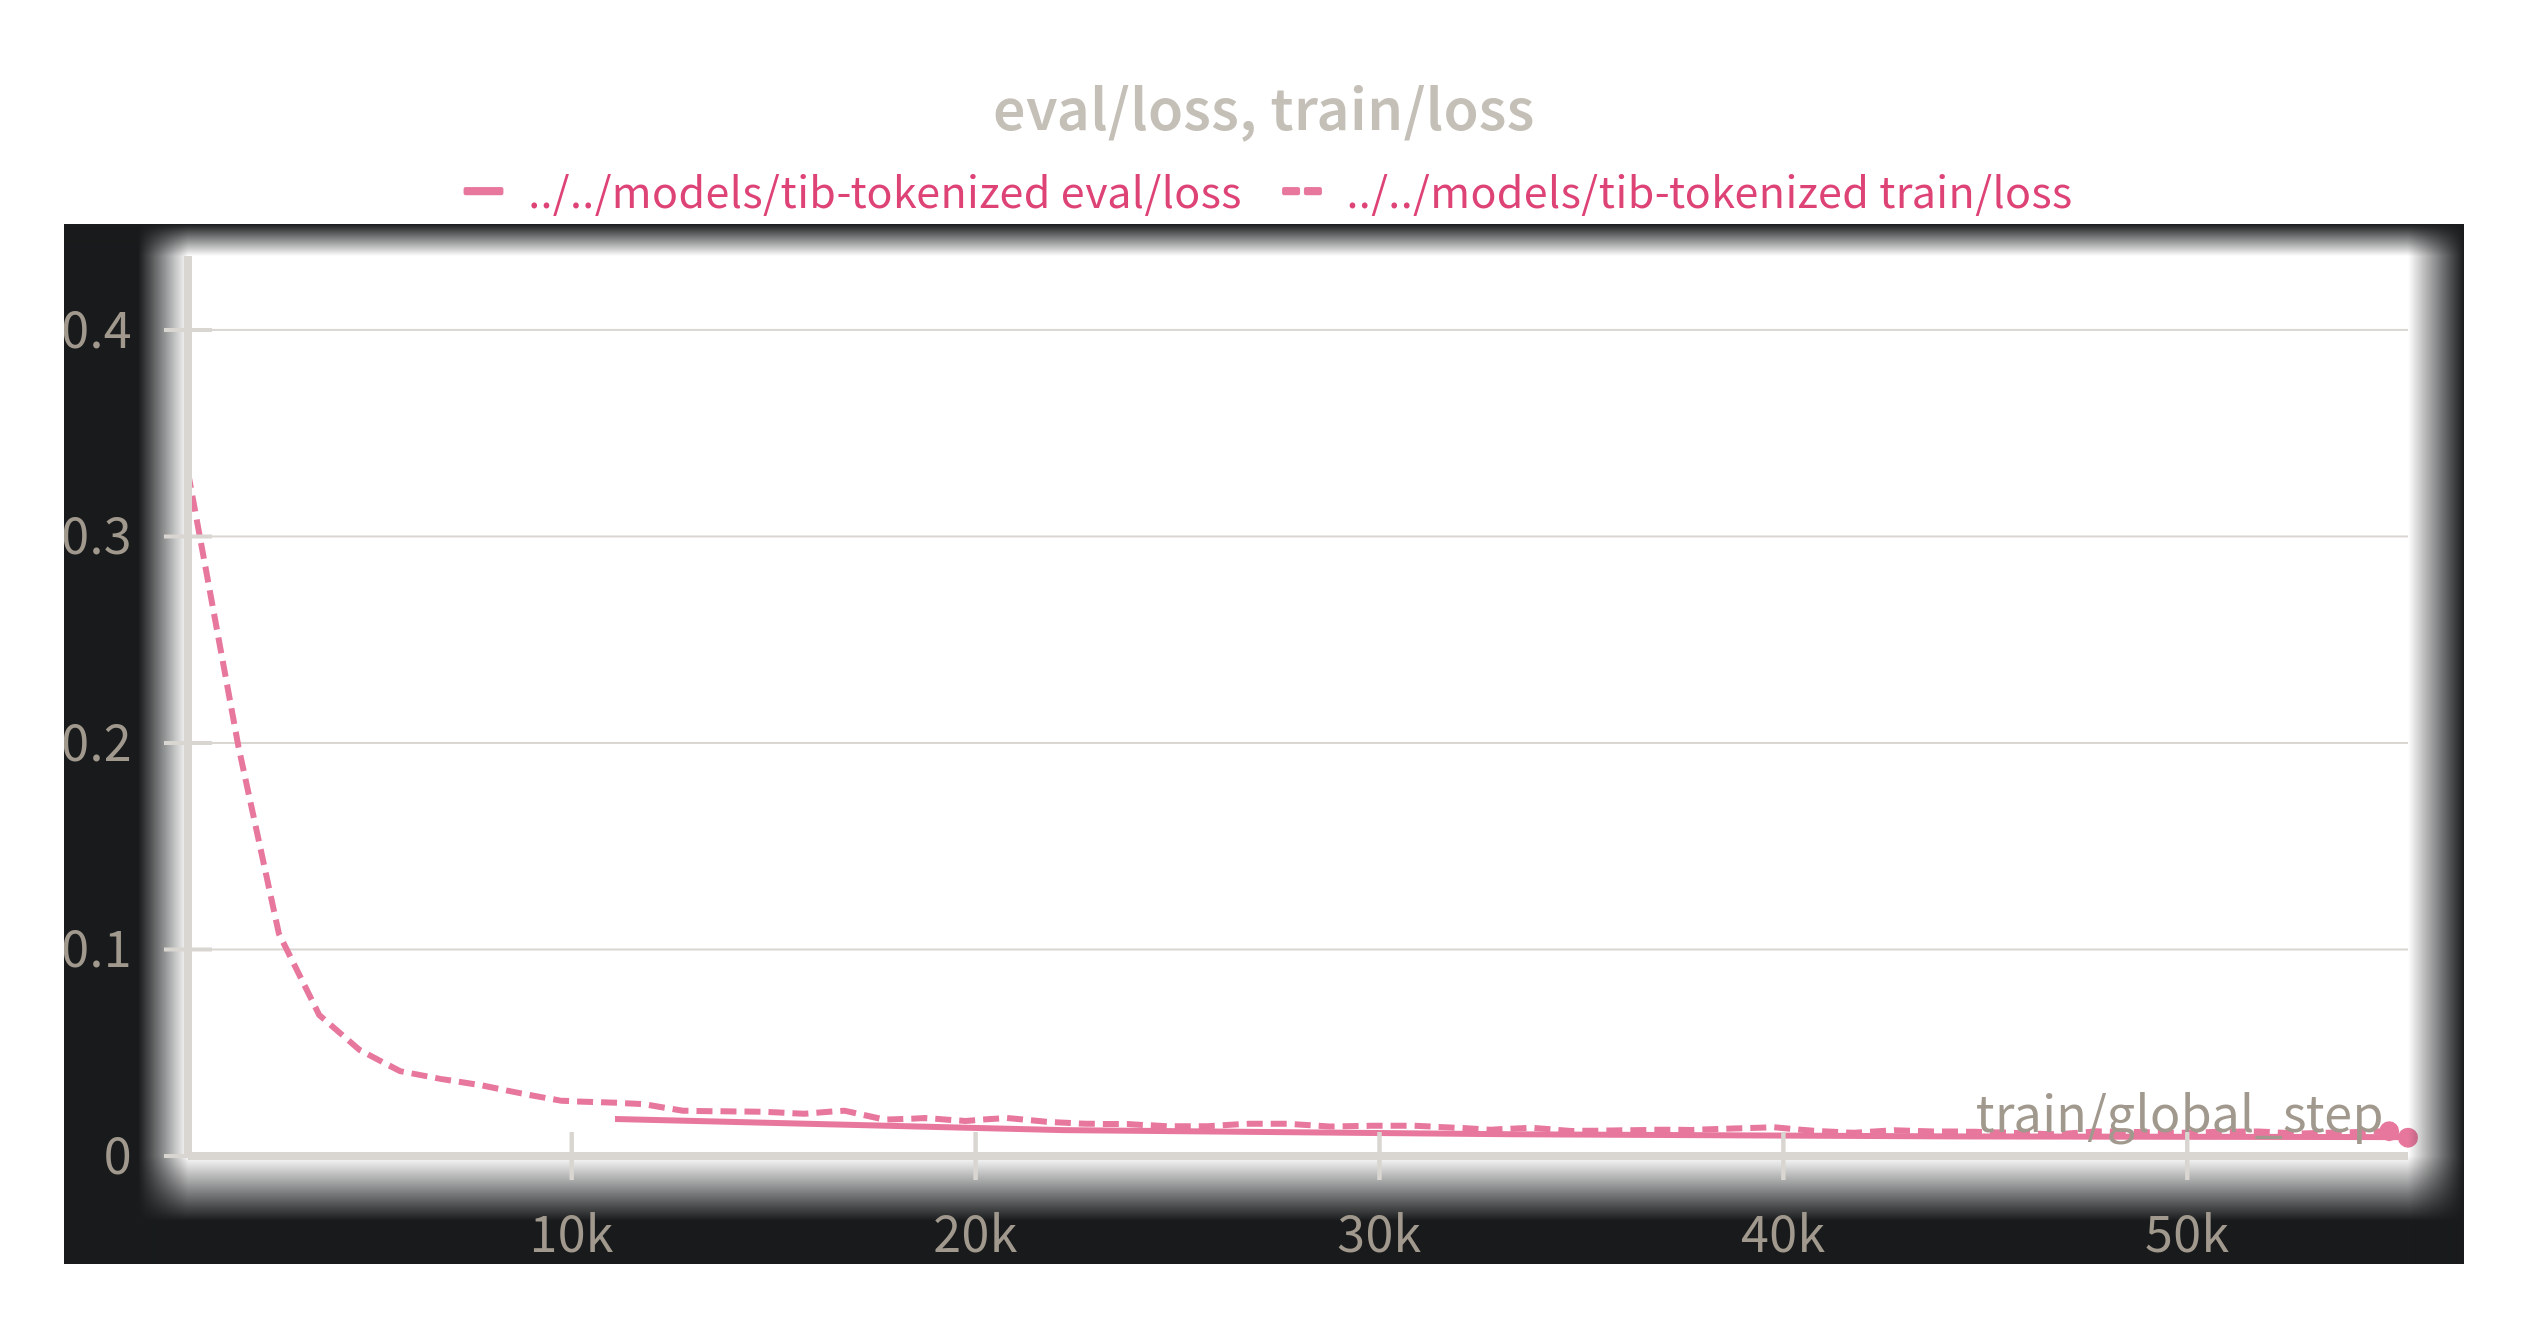 eval/loss, train/loss
../../models/tib-tokenized eval/loss ../../models/tib-tokenized train/loss
0.4
0.3
0.2
0.1
train/global_step
0
10k 20k 30k 40k 50k